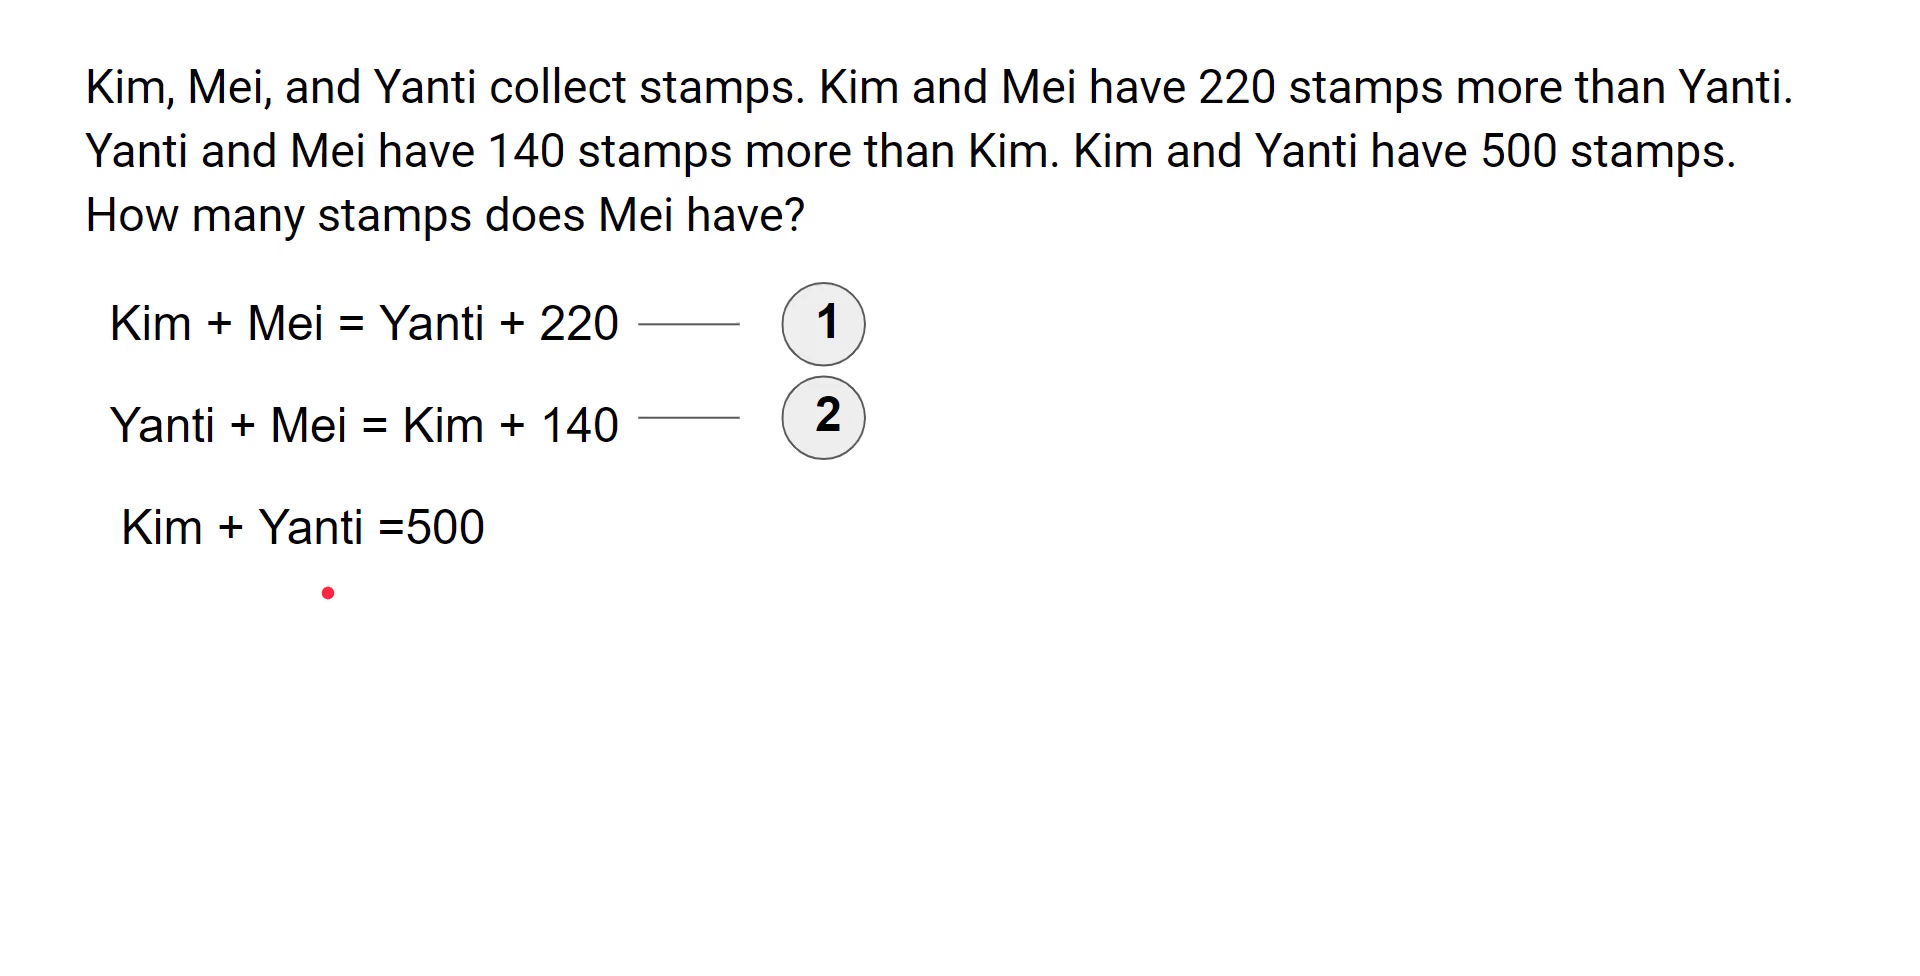 Kim, Mei, and Yanti collect stamps. Kim and Mei have 220 stamps more than Yanti.
Yanti and Mei have 140 stamps more than Kim. Kim and Yanti have 500 stamps.
How many stamps does Mei have?
Kim + Mei = Yanti + 220 1
Yanti + Mei = Kim + 140 2
Kim + Yanti =500